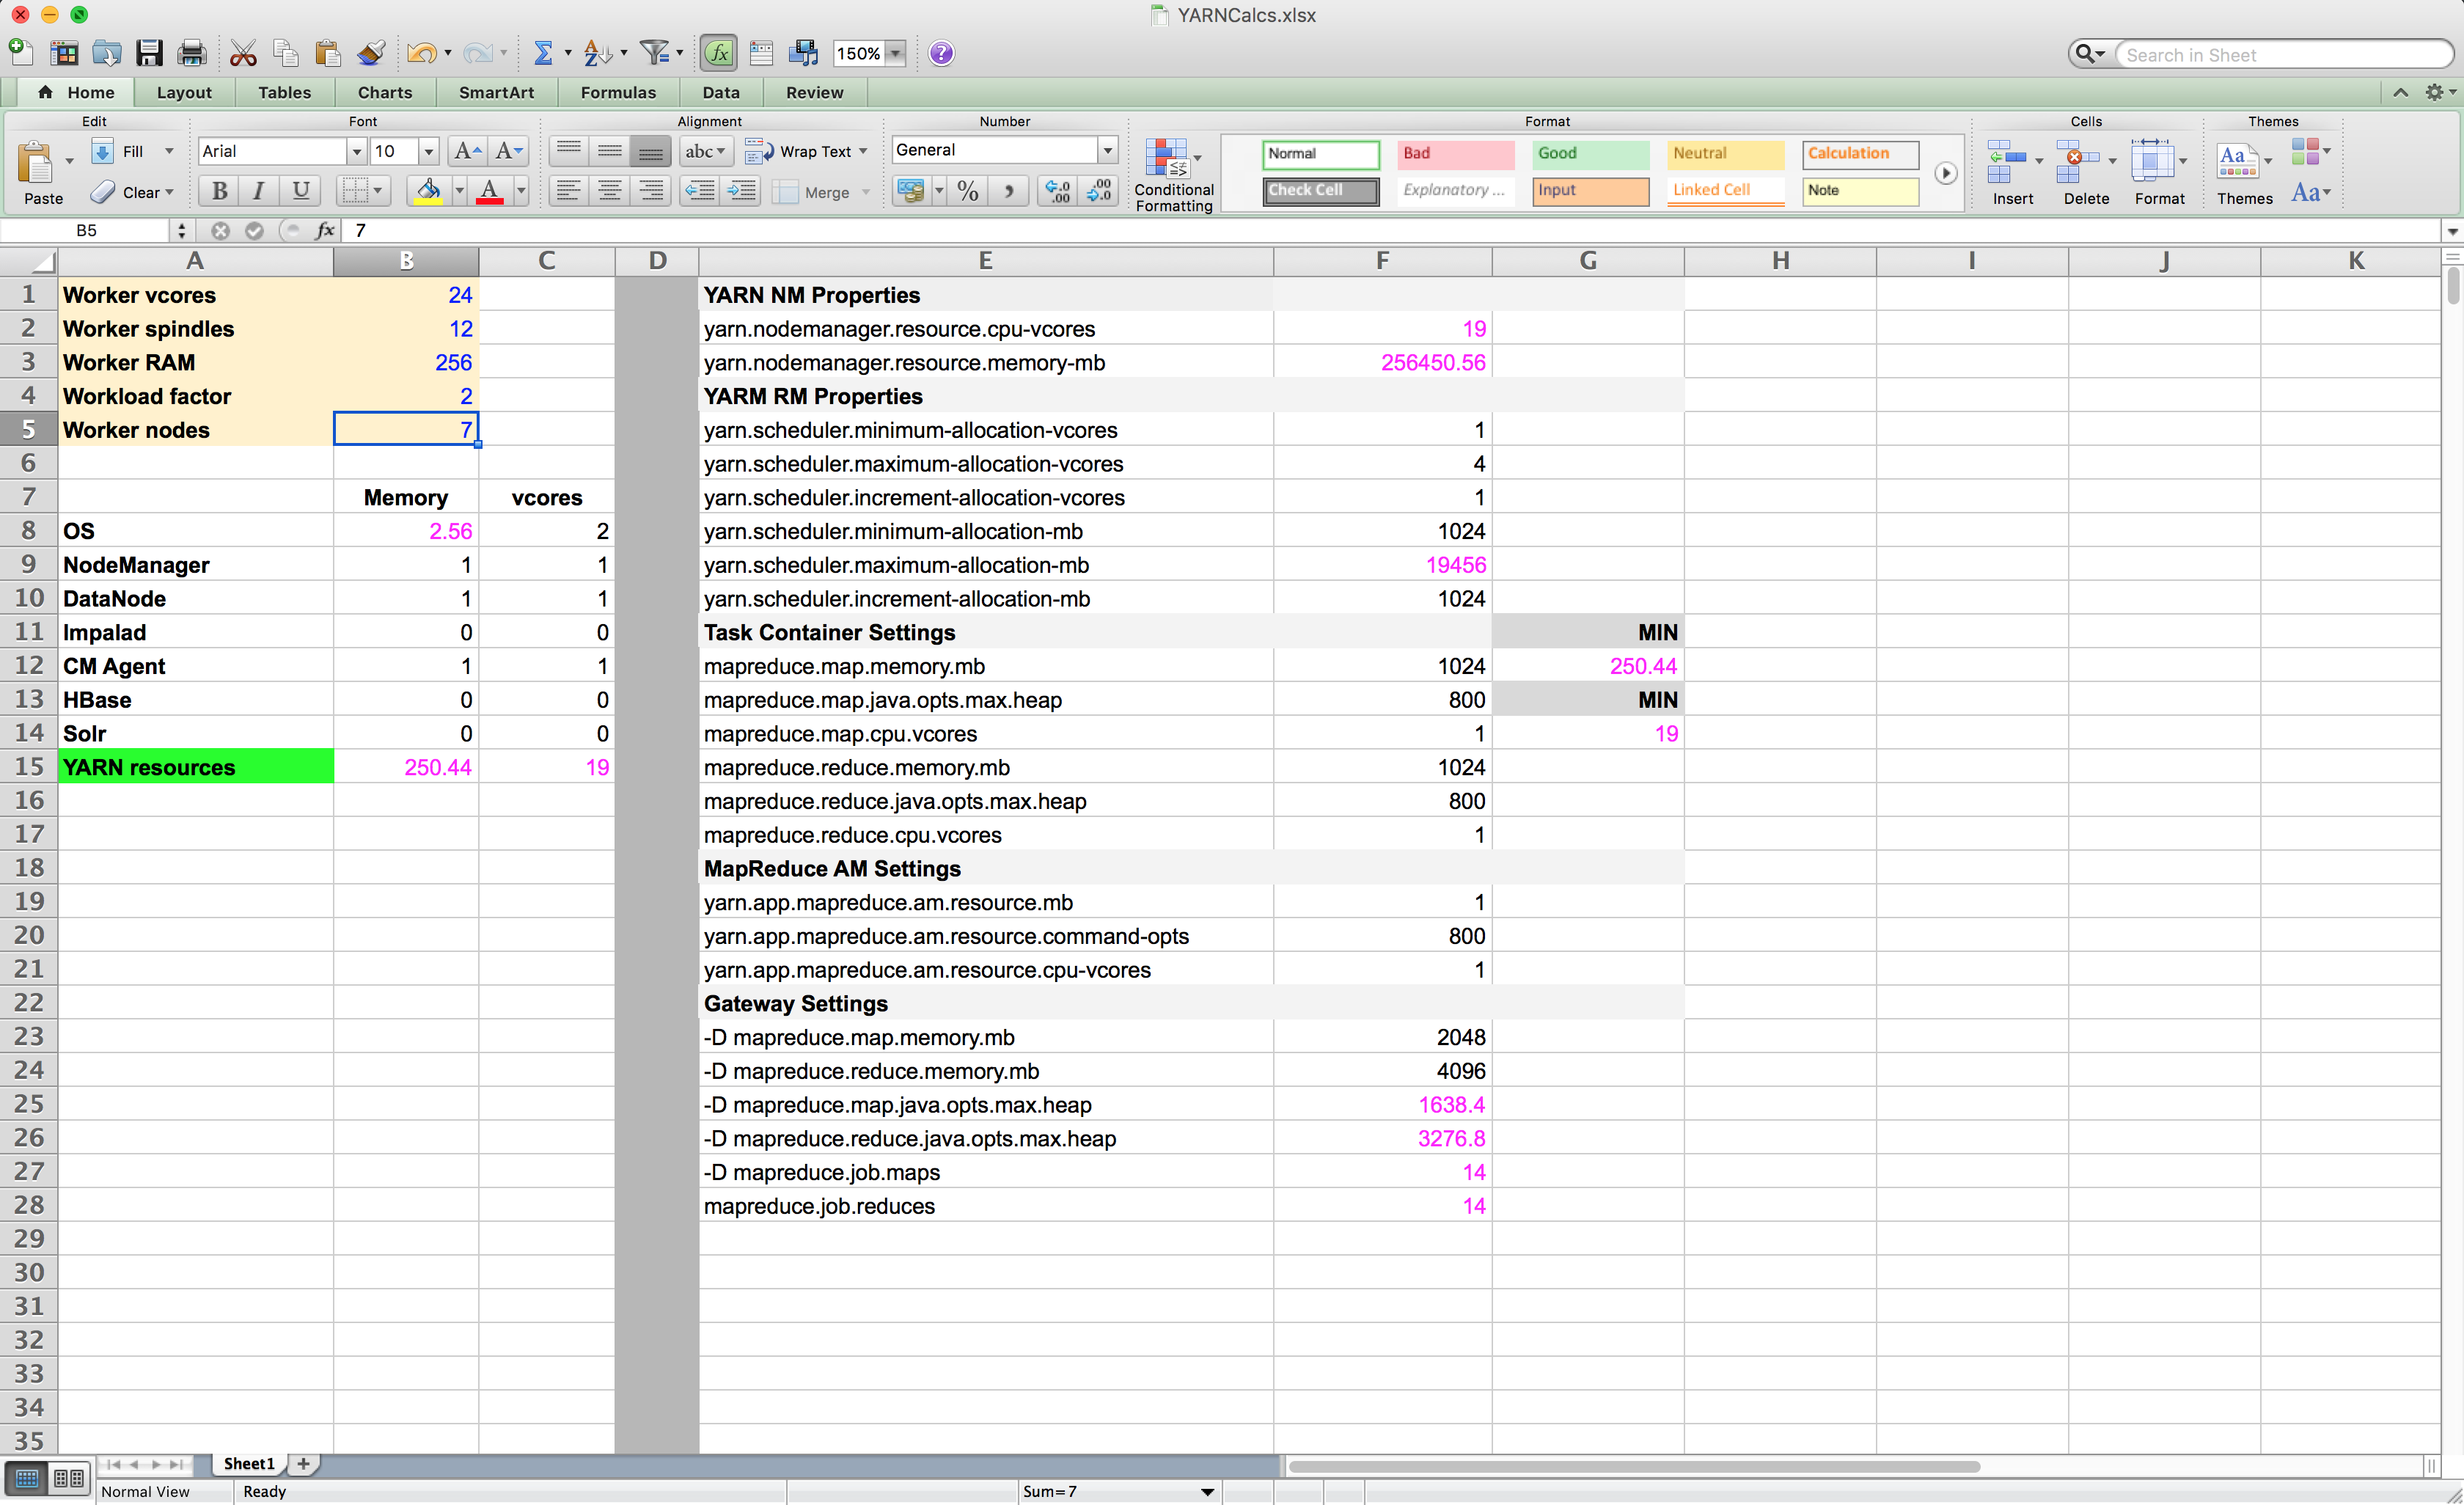 YARNCalcs.xlsx
150%
Search in Sheet
Home Layout Tables Charts SmartArt Formulas Data Review
Edit Font Alignment Number Format Cells Themes
Paste Fill Clear
Arial 10
B I U
abc Wrap Text Merge
General
%
Conditional Formatting
Normal Bad Good Neutral Calculation
Check Cell Explanatory ... Input Linked Cell Note
Insert Delete Format Themes
B5 fx 7
A B C D E F G H I J K
1 Worker vcores 24 YARN NM Properties
2 Worker spindles 12 yarn.nodemanager.resource.cpu-vcores 19
3 Worker RAM 256 yarn.nodemanager.resource.memory-mb 256450.56
4 Workload factor 2 YARM RM Properties
5 Worker nodes 7 yarn.scheduler.minimum-allocation-vcores 1
6 yarn.scheduler.maximum-allocation-vcores 4
7 Memory vcores yarn.scheduler.increment-allocation-vcores 1
8 OS 2.56 2 yarn.scheduler.minimum-allocation-mb 1024
9 NodeManager 1 1 yarn.scheduler.maximum-allocation-mb 19456
10 DataNode 1 1 yarn.scheduler.increment-allocation-mb 1024
11 Impalad 0 0 Task Container Settings MIN
12 CM Agent 1 1 mapreduce.map.memory.mb 1024 250.44
13 HBase 0 0 mapreduce.map.java.opts.max.heap 800 MIN
14 Solr 0 0 mapreduce.map.cpu.vcores 1 19
15 YARN resources 250.44 19 mapreduce.reduce.memory.mb 1024
16 mapreduce.reduce.java.opts.max.heap 800
17 mapreduce.reduce.cpu.vcores 1
18 MapReduce AM Settings
19 yarn.app.mapreduce.am.resource.mb 1
20 yarn.app.mapreduce.am.resource.command-opts 800
21 yarn.app.mapreduce.am.resource.cpu-vcores 1
22 Gateway Settings
23 -D mapreduce.map.memory.mb 2048
24 -D mapreduce.reduce.memory.mb 4096
25 -D mapreduce.map.java.opts.max.heap 1638.4
26 -D mapreduce.reduce.java.opts.max.heap 3276.8
27 -D mapreduce.job.maps 14
28 mapreduce.job.reduces 14
29
30
31
32
33
34
35
Sheet1
Normal View Ready Sum=7